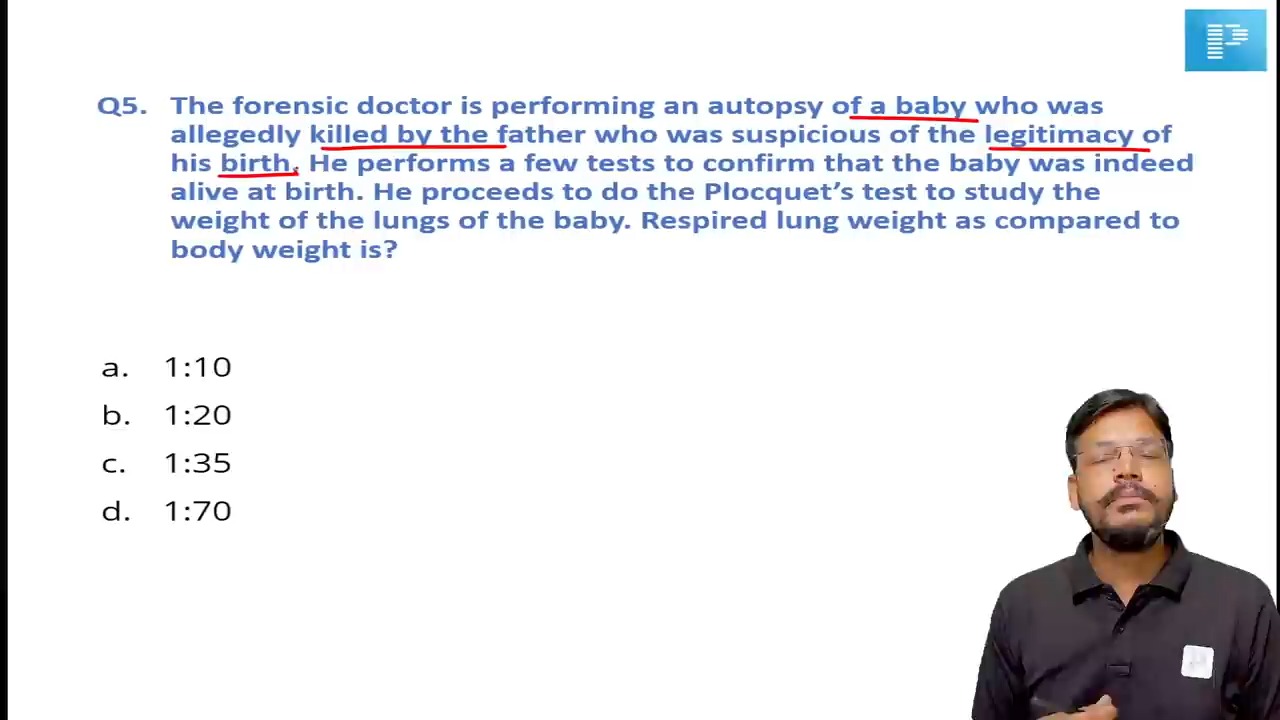 Q5. The forensic doctor is performing an autopsy of a baby who was
allegedly killed by the father who was suspicious of the legitimacy of
his birth. He performs a few tests to confirm that the baby was indeed
alive at birth. He proceeds to do the Plocquet’s test to study the
weight of the lungs of the baby. Respired lung weight as compared to
body weight is?
a. 1:10
b. 1:20
c. 1:35
d. 1:70